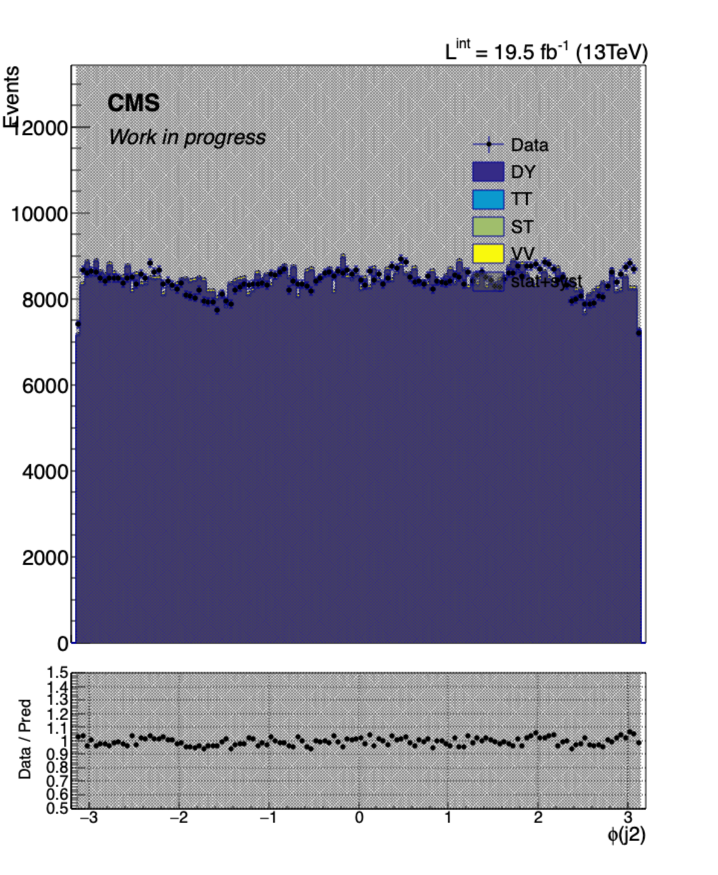 L^int = 19.5 fb^-1 (13TeV)
Events
CMS
Work in progress
12000
10000
8000
6000
4000
2000
0
Data
DY
TT
ST
VV
stat+syst
Data / Pred
1.5
1.4
1.3
1.2
1.1
1
0.9
0.8
0.7
0.6
0.5
−3
−2
−1
0
1
2
3
ϕ(j2)